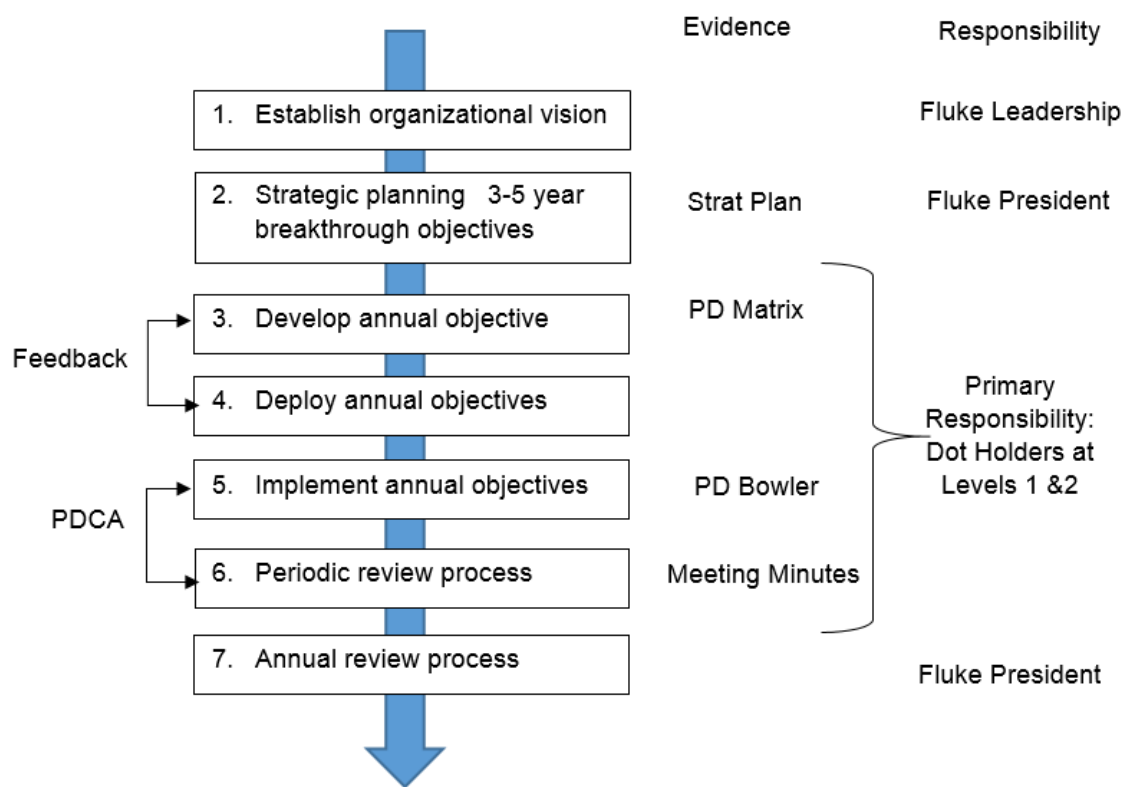 Evidence
Responsibility
1. Establish organizational vision
Fluke Leadership
2. Strategic planning 3-5 year
breakthrough objectives
Strat Plan
Fluke President
Feedback
3. Develop annual objective
PD Matrix
4. Deploy annual objectives
Primary
Responsibility:
Dot Holders at
Levels 1 &2
PDCA
5. Implement annual objectives
PD Bowler
6. Periodic review process
Meeting Minutes
7. Annual review process
Fluke President